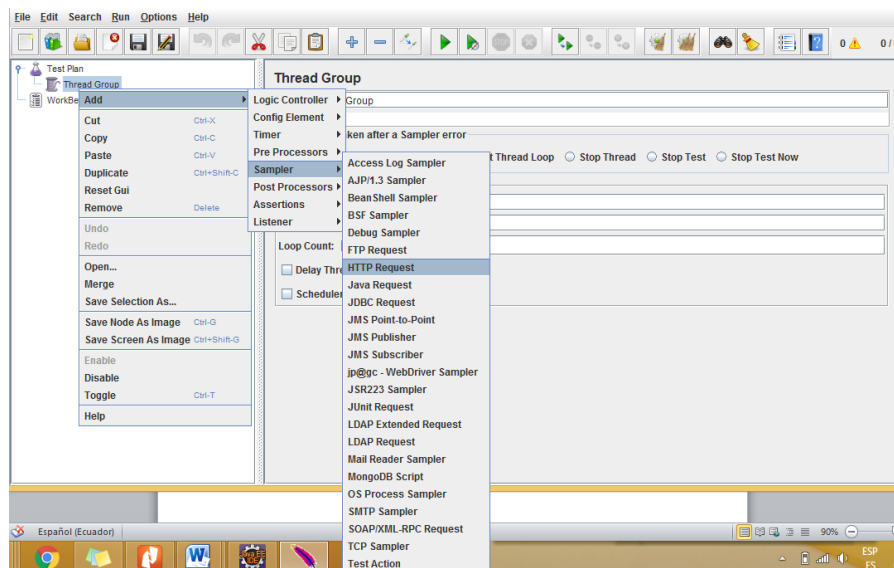 File Edit Search Run Options Help
0 0 /
Test Plan
Thread Group
WorkBe
Add
Cut Ctrl-X
Copy Ctrl-C
Paste Ctrl-V
Duplicate Ctrl+Shift-C
Reset Gui
Remove Delete
Undo
Redo
Open...
Merge
Save Selection As...
Save Node As Image Ctrl-G
Save Screen As Image Ctrl+Shift-G
Enable
Disable
Toggle Ctrl-T
Help
Logic Controller
Config Element
Timer
Pre Processors
Sampler
Post Processors
Assertions
Listener
Access Log Sampler
AJP/1.3 Sampler
BeanShell Sampler
BSF Sampler
Debug Sampler
FTP Request
HTTP Request
Java Request
JDBC Request
JMS Point-to-Point
JMS Publisher
JMS Subscriber
jp@gc - WebDriver Sampler
JSR223 Sampler
JUnit Request
LDAP Extended Request
LDAP Request
Mail Reader Sampler
MongoDB Script
OS Process Sampler
SMTP Sampler
SOAP/XML-RPC Request
TCP Sampler
Test Action
Thread Group
Group
ken after a Sampler error
t Thread Loop Stop Thread Stop Test Stop Test Now
Loop Count:
Delay Thre
Scheduler
Español (Ecuador)
90%
ESP
ES